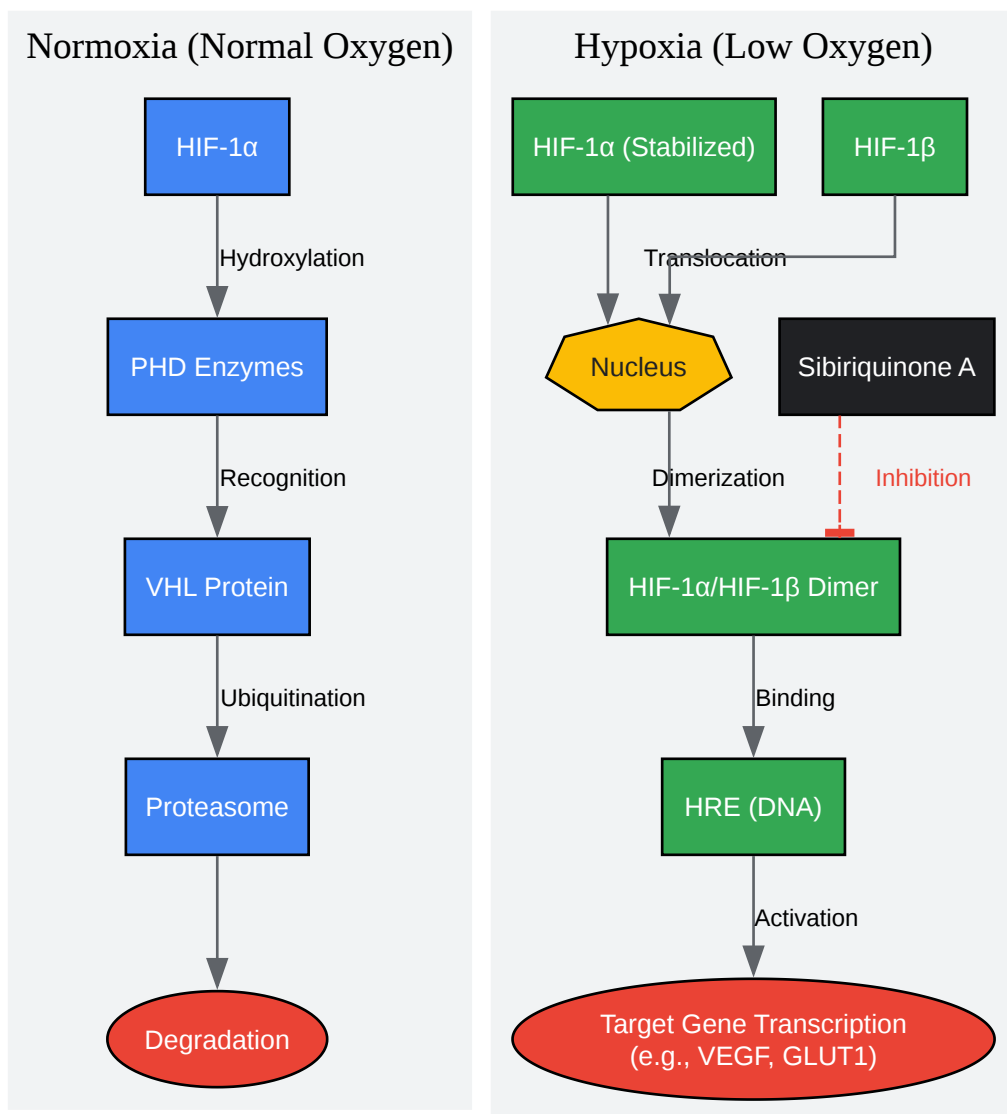 Normoxia (Normal Oxygen)
HIF-1α
Hydroxylation
PHD Enzymes
Recognition
VHL Protein
Ubiquitination
Proteasome
Degradation
Hypoxia (Low Oxygen)
HIF-1α (Stabilized)
HIF-1β
Translocation
Nucleus
Sibiriquinone A
Dimerization
Inhibition
HIF-1α/HIF-1β Dimer
Binding
HRE (DNA)
Activation
Target Gene Transcription
(e.g., VEGF, GLUT1)